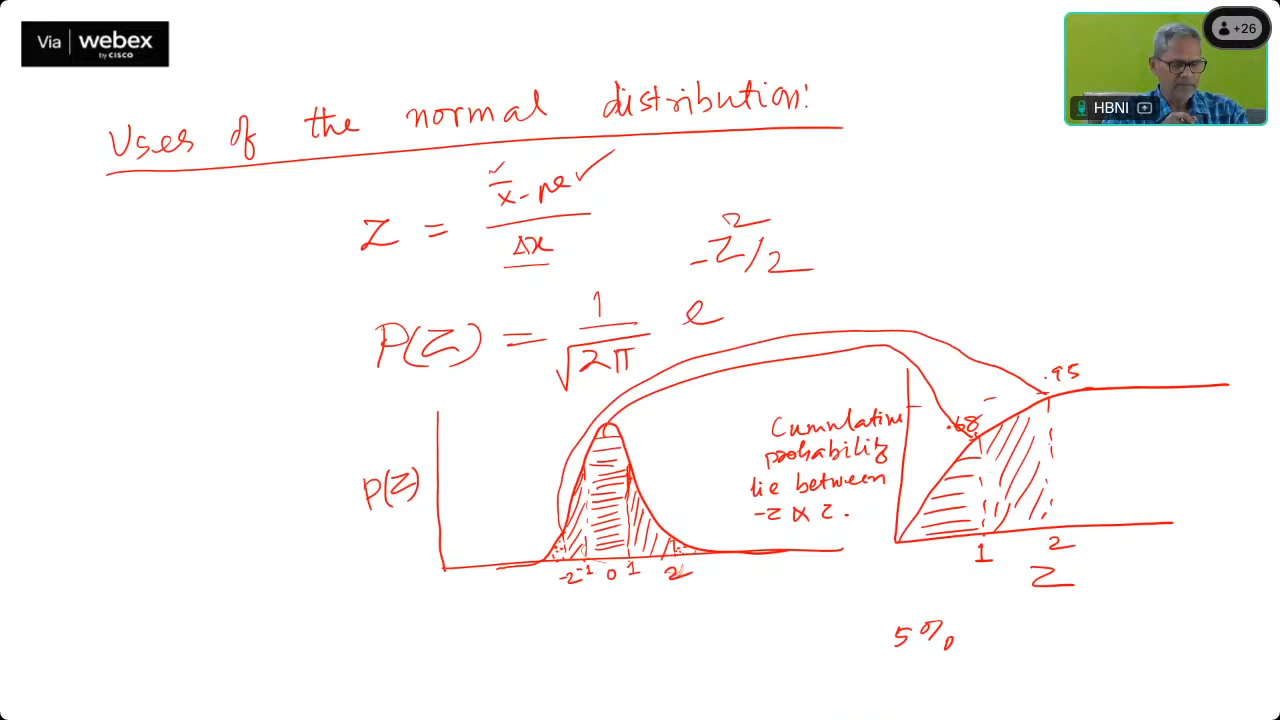 Via webex
by CISCO
+26
HBNI
Uses of the normal distribution:
Z = x̄ - μ / Δx
P(Z) = 1/√2π e -Z²/2
.95
.68
Cumulative
probability
lie between
-z & z.
P(Z)
-2 -1 0 1 2
1 2
Z
5%